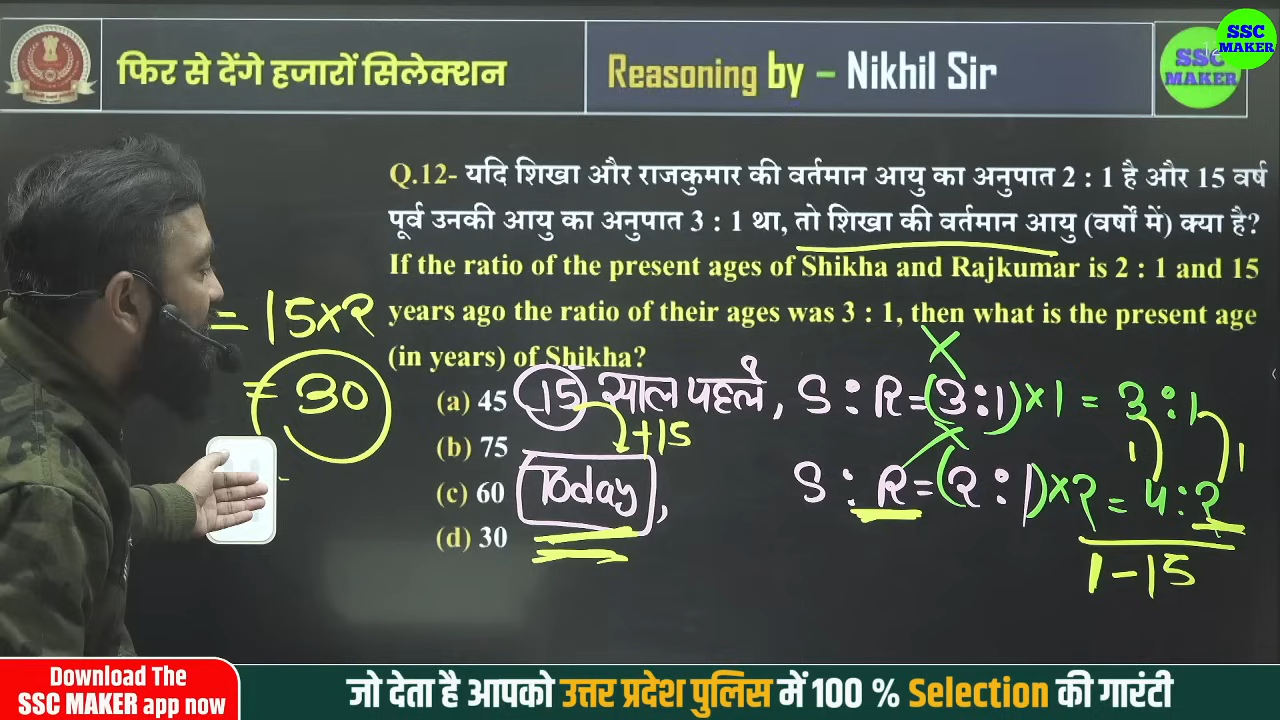 फिर से देंगे हजारों सिलेक्शन
Reasoning by – Nikhil Sir
SSC
MAKER
SSC
MAKER
Q.12- यदि शिखा और राजकुमार की वर्तमान आयु का अनुपात 2 : 1 है और 15 वर्ष
पूर्व उनकी आयु का अनुपात 3 : 1 था, तो शिखा की वर्तमान आयु (वर्षों में) क्या है?
If the ratio of the present ages of Shikha and Rajkumar is 2 : 1 and 15
years ago the ratio of their ages was 3 : 1, then what is the present age
(in years) of Shikha?
= 15×2
= 30
(a) 45
(b) 75
(c) 60
(d) 30
15 साल पहले, S : R = (3 : 1) × 1 = 3 : 1
+15
1 1
Today, S : R = (2 : 1) × 2 = 4 : 2
1 – 15
Download The
SSC MAKER app now
जो देता है आपको उत्तर प्रदेश पुलिस में 100 % Selection की गारंटी